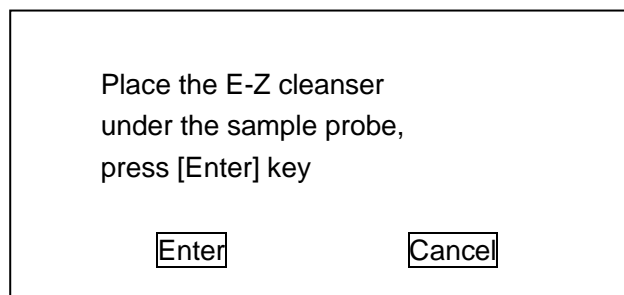 Place the E-Z cleanser
under the sample probe,
press [Enter] key
Enter Cancel